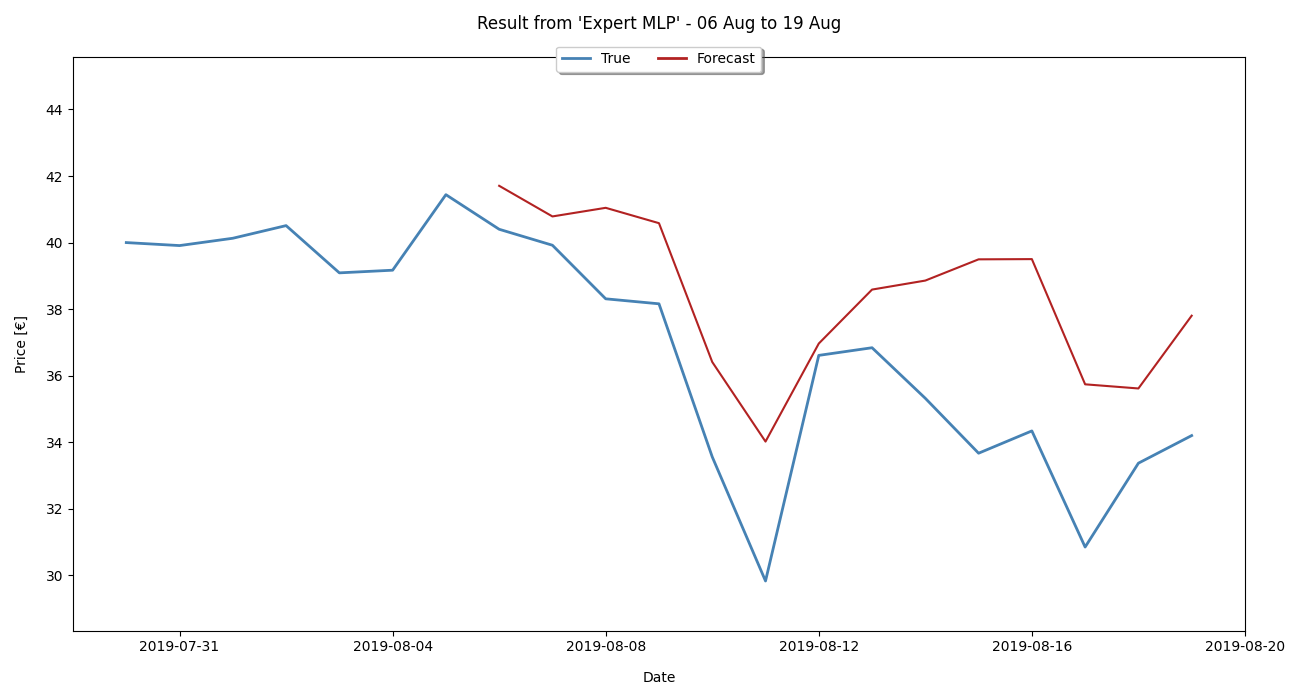 Result from 'Expert MLP' - 06 Aug to 19 Aug
True Forecast
44
42
40
38
36
34
32
30
Price [€]
2019-07-31 2019-08-04 2019-08-08 2019-08-12 2019-08-16 2019-08-20
Date